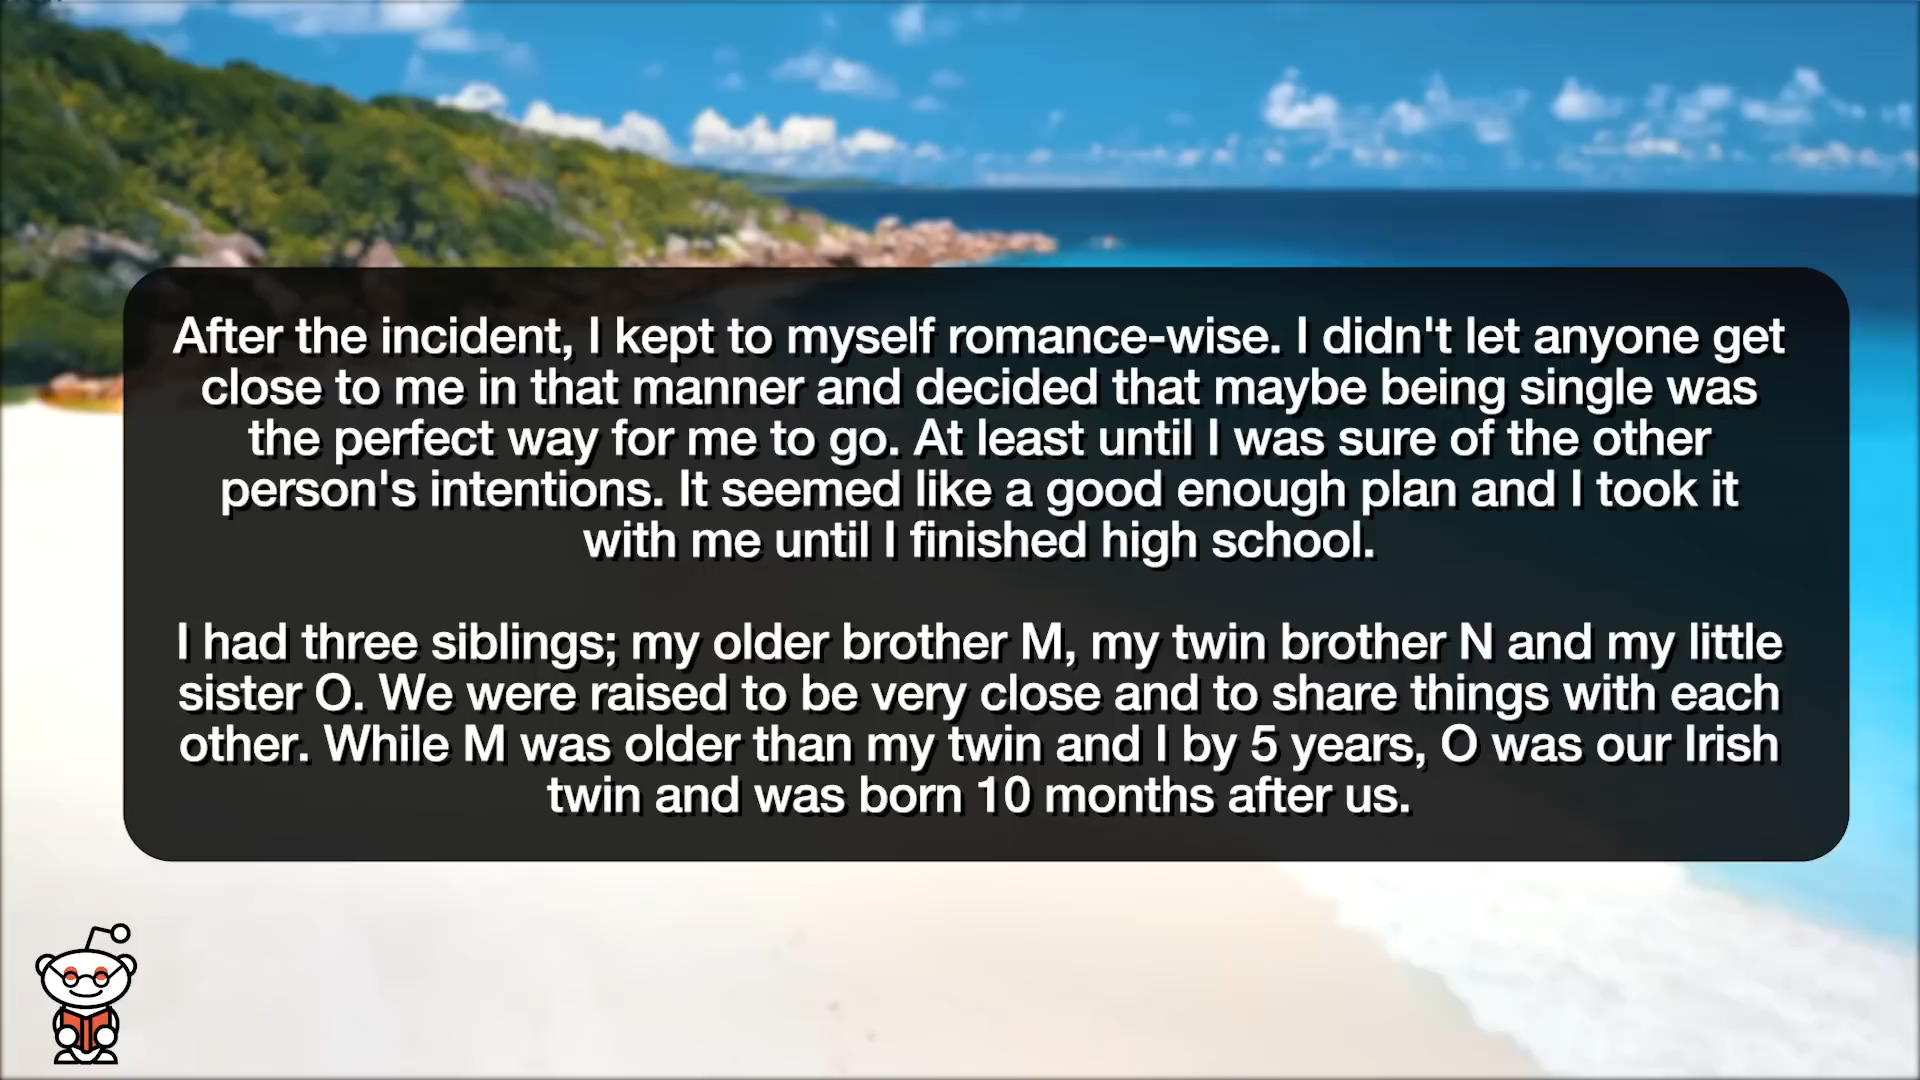 After the incident, I kept to myself romance-wise. I didn't let anyone get
close to me in that manner and decided that maybe being single was
the perfect way for me to go. At least until I was sure of the other
person's intentions. It seemed like a good enough plan and I took it
with me until I finished high school.
I had three siblings; my older brother M, my twin brother N and my little
sister O. We were raised to be very close and to share things with each
other. While M was older than my twin and I by 5 years, O was our Irish
twin and was born 10 months after us.